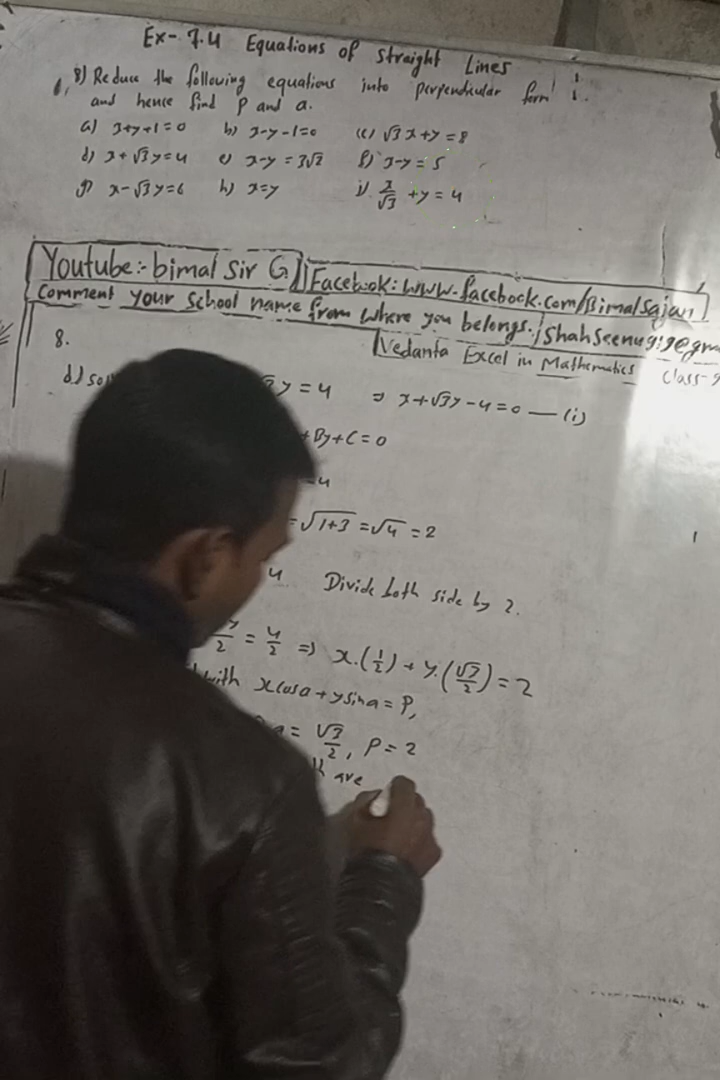 Ex- 7.4 Equations of Straight Lines
8) Reduce the following equations into perpendicular form
and hence find P and α.
a) x+y+1=0 b) x-y-1=0 (c) √3x+y=8
d) x+√3y=4 e) x-y=3√2 f) x-y=5
g) x-√3y=6 h) x=y i) x/√3 +y=4
Youtube:- bimal Sir G
Facebook: www.facebook.com/Bimalsajan
Comment your school name from where you belongs.
Vedanta Excel in Mathematics class-9
8.
d) so y = 4 ⇒ x+√3y-4=0 — (i)
+By+C=0
4
=√1+3 =√4 =2
4 Divide both side by 2.
y/2 = 4/2 ⇒ x.(1/2) + y.(√3/2) = 2
with xcosα+ysinα=P,
α = √3/2, P=2
are